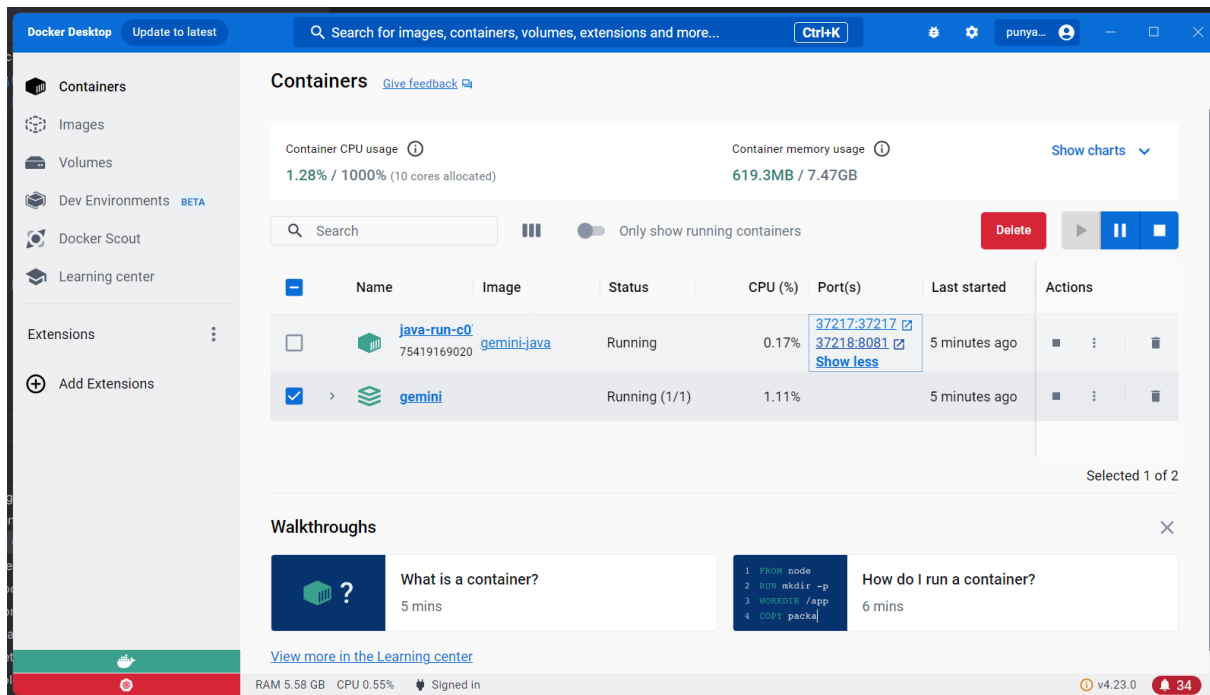 Docker Desktop Update to latest Search for images, containers, volumes, extensions and more... Ctrl+K punya...
Containers
Images
Volumes
Dev Environments BETA
Docker Scout
Learning center
Extensions
Add Extensions
Containers Give feedback
Container CPU usage
1.28% / 1000% (10 cores allocated)
Container memory usage
619.3MB / 7.47GB
Show charts
Search
Only show running containers
Delete
Name Image Status CPU (%) Port(s) Last started Actions
java-run-c0
75419169020
gemini-java Running 0.17%
37217:37217
37218:8081
Show less
5 minutes ago
gemini Running (1/1) 1.11% 5 minutes ago
Selected 1 of 2
Walkthroughs
What is a container?
5 mins
1 FROM node
2 RUN mkdir -p
3 WORKDIR /app
4 COPY packa
How do I run a container?
6 mins
View more in the Learning center
RAM 5.58 GB CPU 0.55% Signed in v4.23.0 34